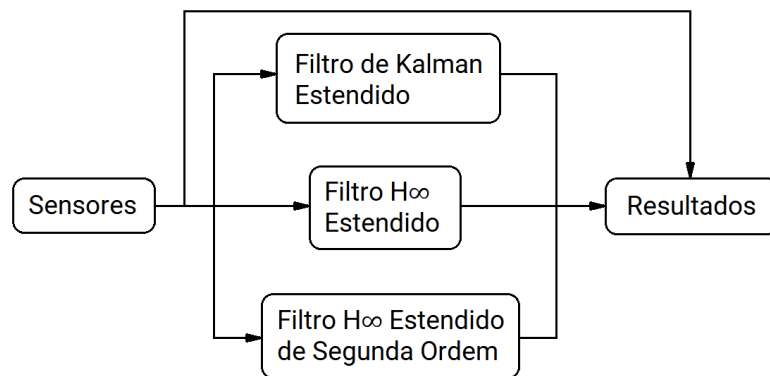 Filtro de Kalman
Estendido
Sensores
Filtro H∞
Estendido
Resultados
Filtro H∞ Estendido
de Segunda Ordem